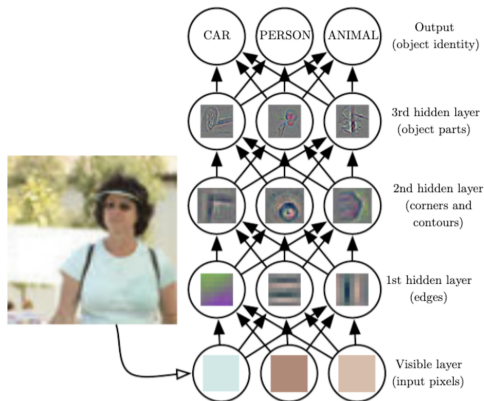 CAR PERSON ANIMAL
Output
(object identity)
3rd hidden layer
(object parts)
2nd hidden layer
(corners and
contours)
1st hidden layer
(edges)
Visible layer
(input pixels)